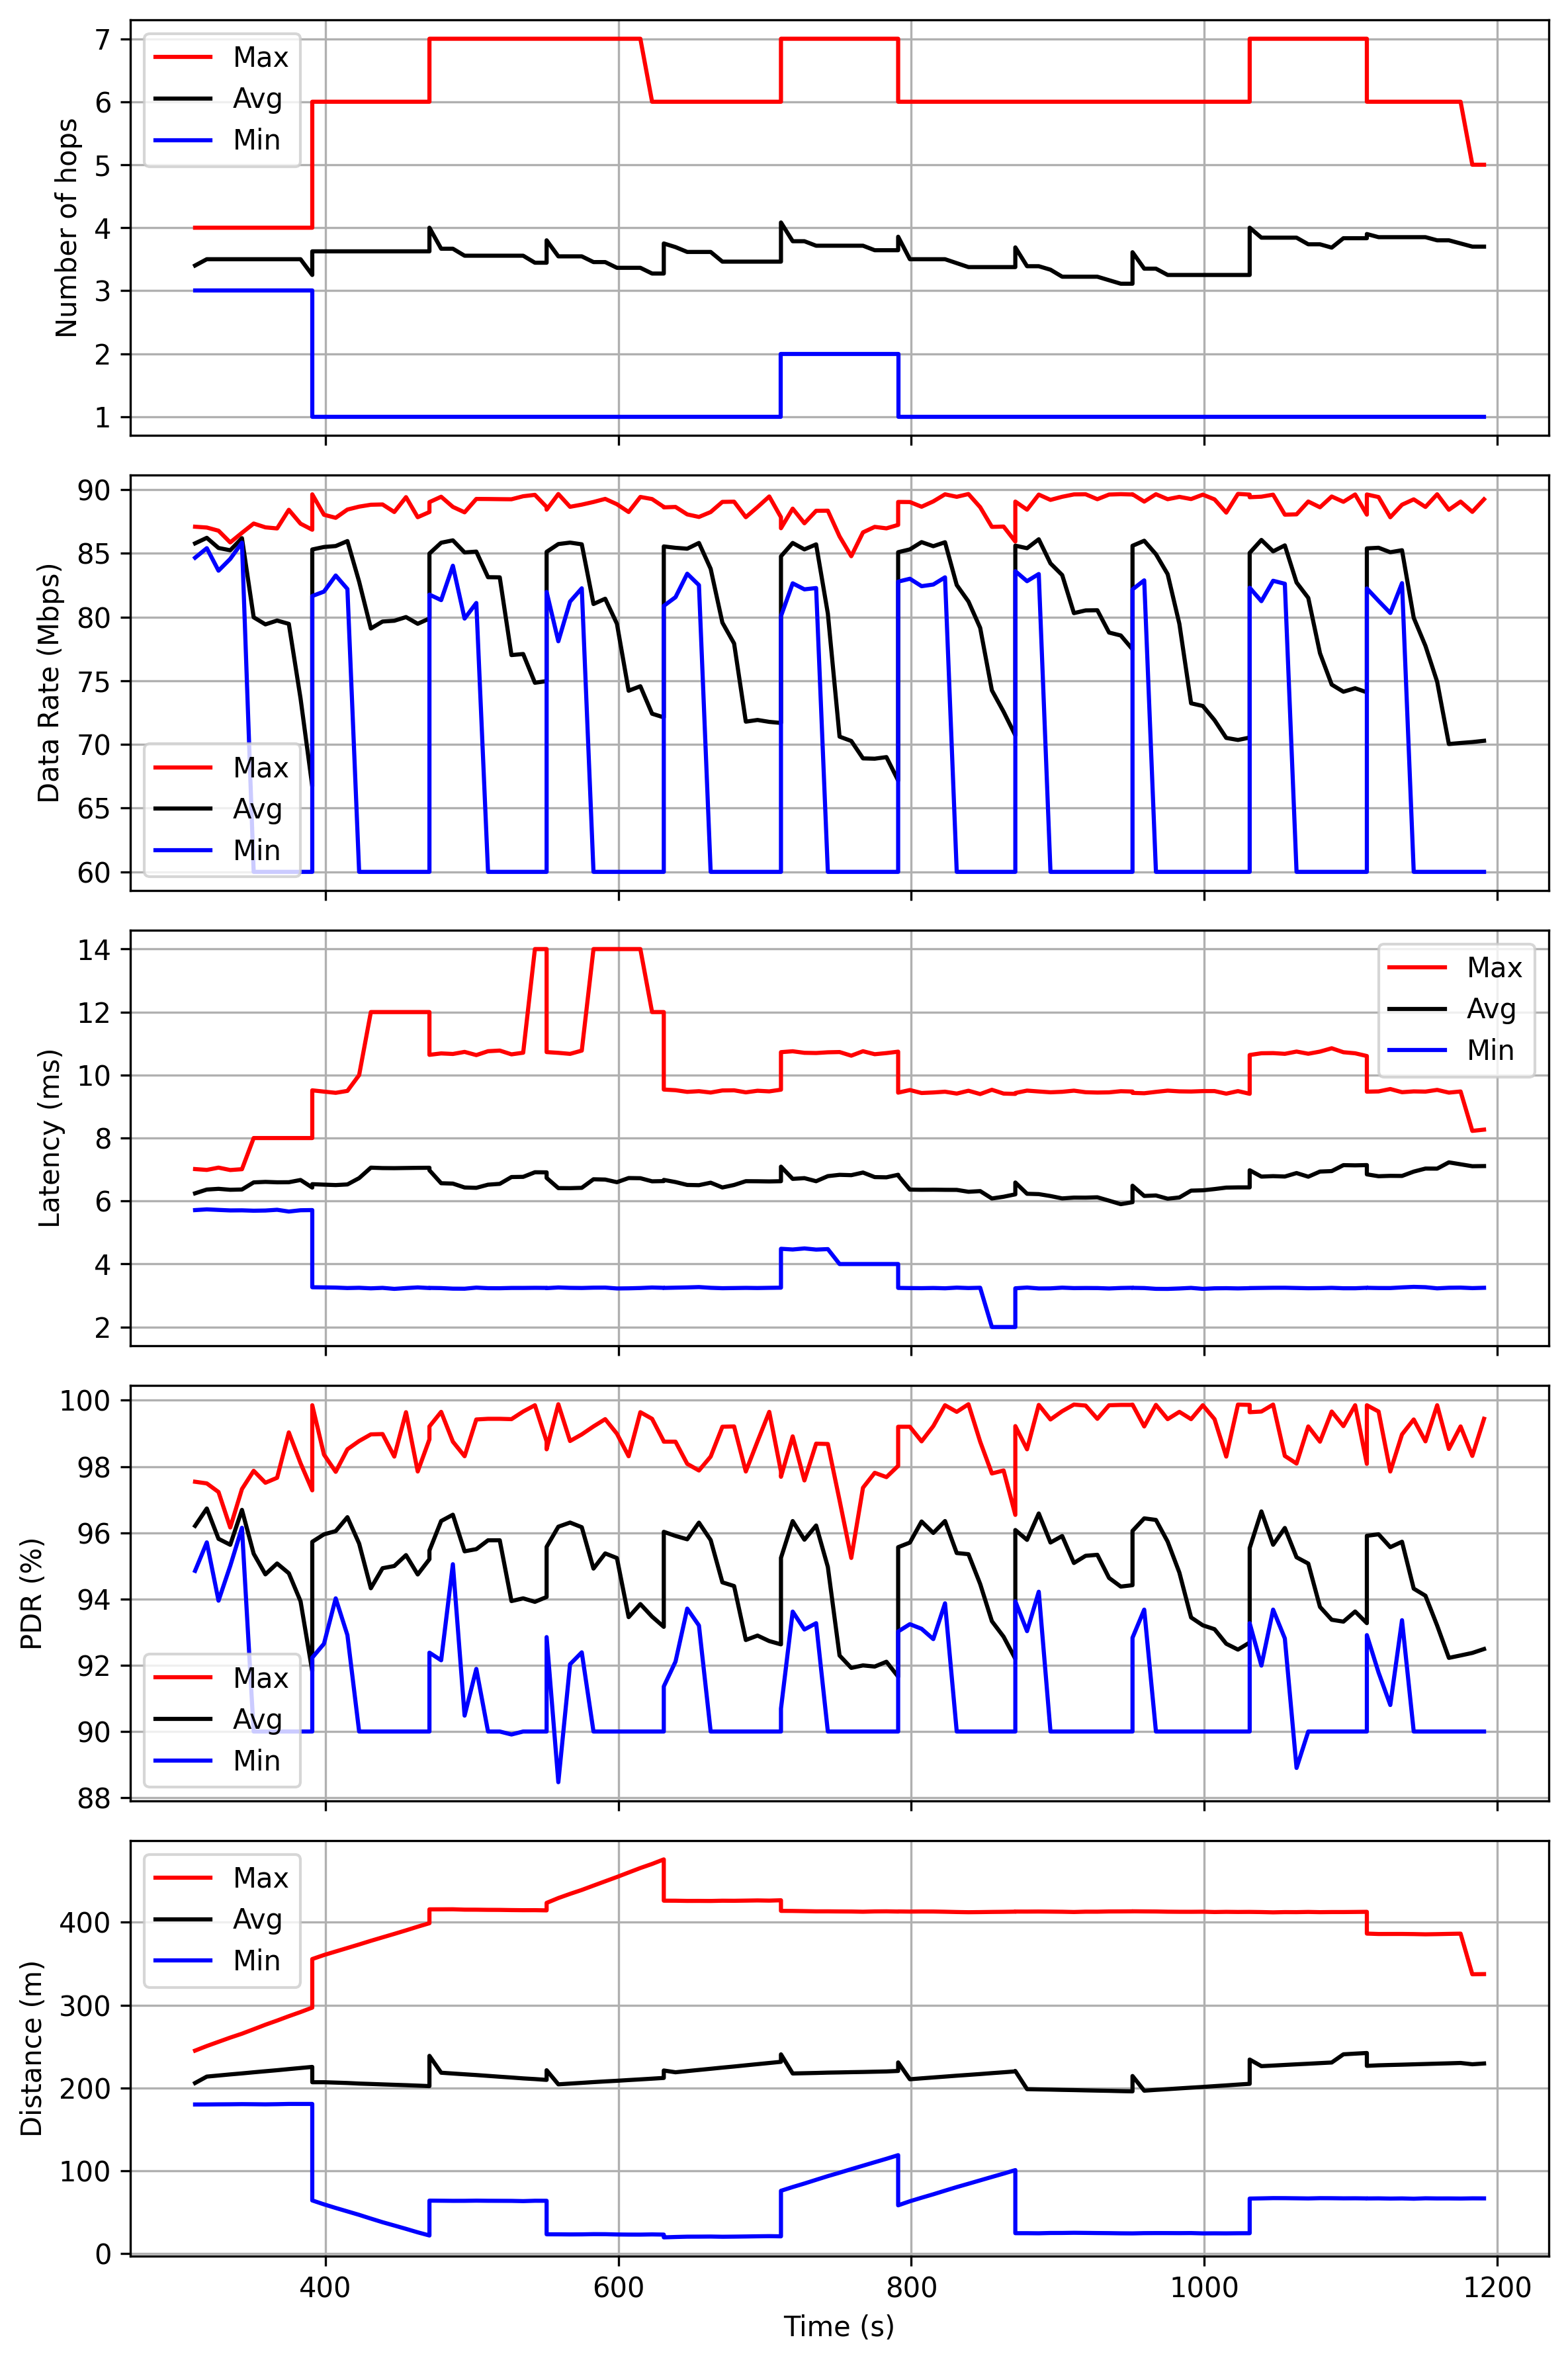 Number of hops
7
6
5
4
3
2
1
Max
Avg
Min
Data Rate (Mbps)
90
85
80
75
70
65
60
Max
Avg
Min
Latency (ms)
14
12
10
8
6
4
2
Max
Avg
Min
PDR (%)
100
98
96
94
92
90
88
Max
Avg
Min
Distance (m)
400
300
200
100
0
Max
Avg
Min
400 600 800 1000 1200
Time (s)